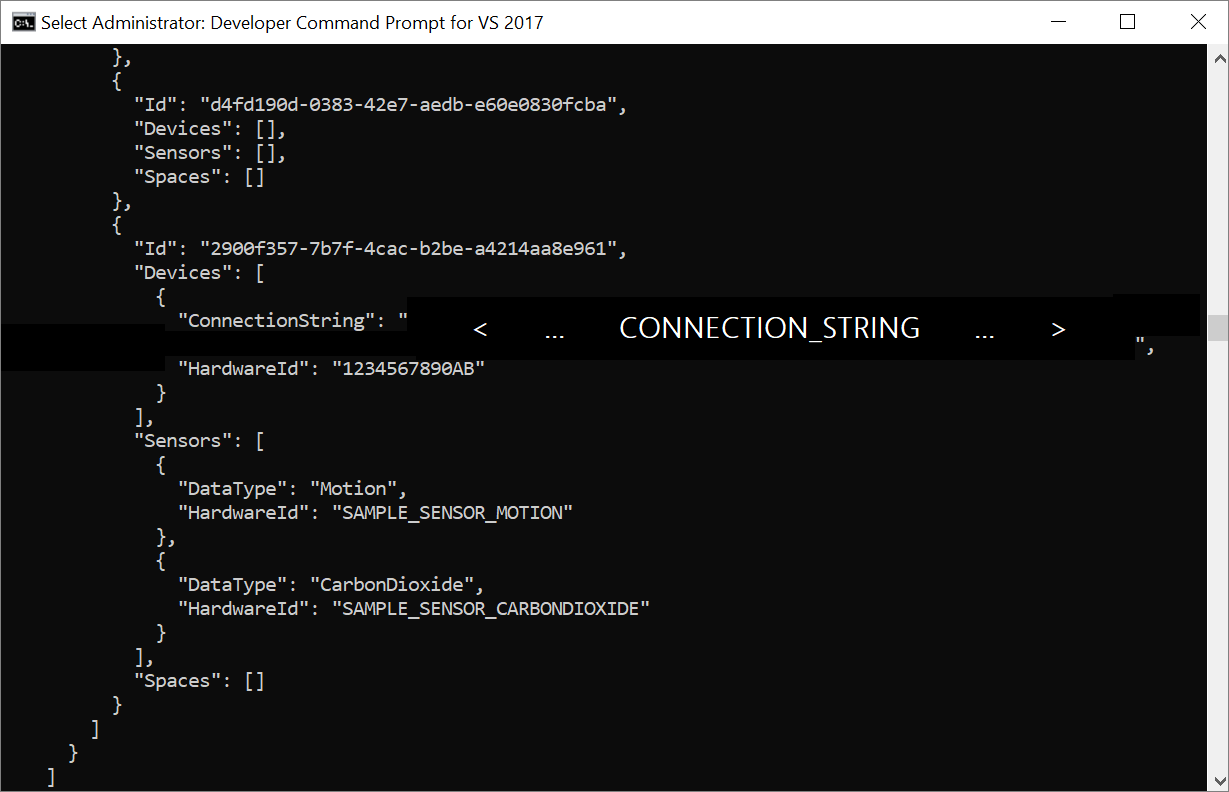 Select Administrator: Developer Command Prompt for VS 2017
},
{
"Id": "d4fd190d-0383-42e7-aedb-e60e0830fcba",
"Devices": [],
"Sensors": [],
"Spaces": []
},
{
"Id": "2900f357-7b7f-4cac-b2be-a4214aa8e961",
"Devices": [
{
"ConnectionString": "< ... CONNECTION_STRING ... >
",
"HardwareId": "1234567890AB"
}
],
"Sensors": [
{
"DataType": "Motion",
"HardwareId": "SAMPLE_SENSOR_MOTION"
},
{
"DataType": "CarbonDioxide",
"HardwareId": "SAMPLE_SENSOR_CARBONDIOXIDE"
}
],
"Spaces": []
}
]
}
]